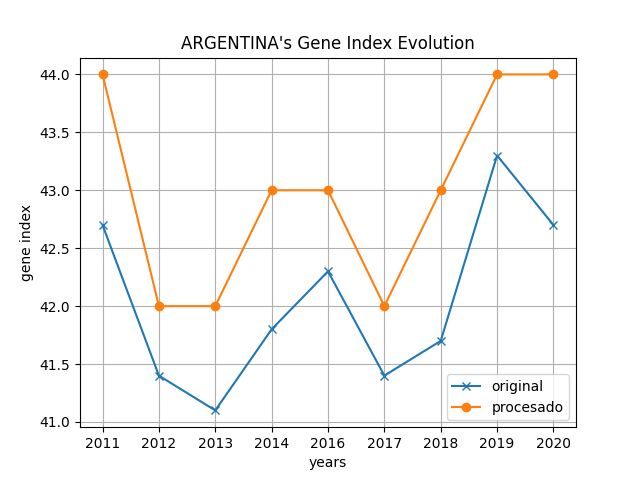 ARGENTINA's Gene Index Evolution
44.0
43.5
43.0
42.5
42.0
41.5
41.0
gene index
original
procesado
2011 2012 2013 2014 2016 2017 2018 2019 2020
years